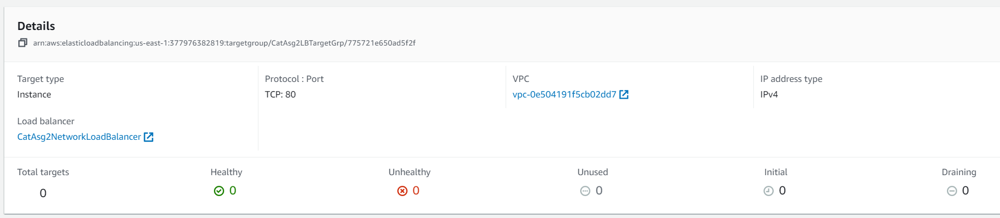 Details
arn:aws:elasticloadbalancing:us-east-1:377976382819:targetgroup/CatAsg2LBTargetGrp/775721e650ad5f2f
Target type
Instance
Protocol : Port
TCP: 80
VPC
vpc-0e504191f5cb02dd7
IP address type
IPv4
Load balancer
CatAsg2NetworkLoadBalancer
Total targets
0
Healthy
0
Unhealthy
0
Unused
0
Initial
0
Draining
0